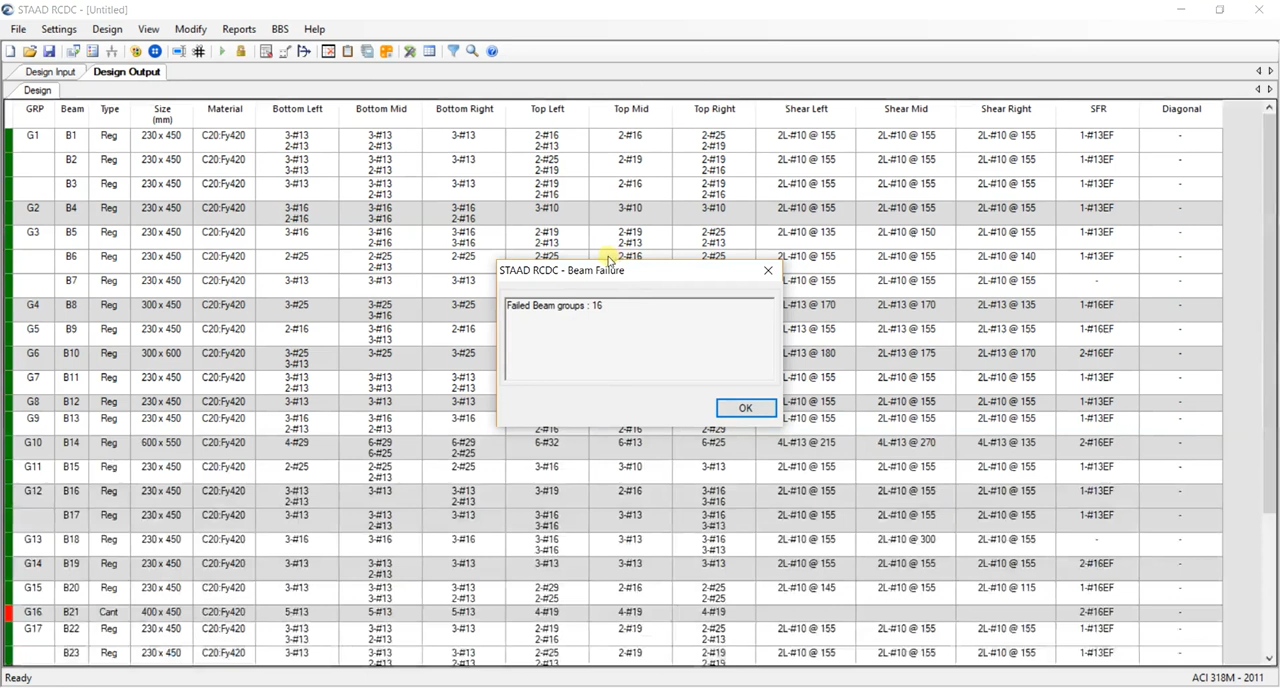 STAAD RCDC - [Untitled]
File Settings Design View Modify Reports BBS Help
Design Input Design Output
Design
GRP Beam Type Size Material Bottom Left Bottom Mid Bottom Right Top Left Top Mid Top Right Shear Left Shear Mid Shear Right SFR Diagonal
(mm)
G1 B1 Reg 230 x 450 C20:Fy420 3-#13 3-#13 3-#13 2-#16 2-#16 2-#25 2L-#10 @ 155 2L-#10 @ 155 2L-#10 @ 155 1-#13EF -
2-#13 2-#13 2-#13 2-#19
B2 Reg 230 x 450 C20:Fy420 3-#13 3-#13 3-#13 2-#25 2-#19 2-#19 2L-#10 @ 155 2L-#10 @ 155 2L-#10 @ 155 1-#13EF -
2-#13 3-#13 2-#19 2-#16
B3 Reg 230 x 450 C20:Fy420 3-#13 3-#13 3-#13 2-#19 2-#16 2-#19 2L-#10 @ 155 2L-#10 @ 155 2L-#10 @ 155 1-#13EF -
2-#13 2-#16 2-#16
G2 B4 Reg 230 x 450 C20:Fy420 3-#16 3-#16 3-#16 3-#10 3-#10 3-#10 2L-#10 @ 155 2L-#10 @ 155 2L-#10 @ 155 1-#13EF -
2-#16 3-#16 2-#16
G3 B5 Reg 230 x 450 C20:Fy420 3-#16 3-#16 3-#16 2-#19 2-#19 2-#25 2L-#10 @ 135 2L-#10 @ 155 2L-#10 @ 150 1-#13EF -
2-#16 3-#16 2-#13 2-#13 2-#13
B6 Reg 230 x 450 C20:Fy420 2-#25 2-#25 2-#25 2-#25 2-#16 2-#25 2L-#10 @ 155 2L-#10 @ 155 2L-#10 @ 140 1-#13EF -
2-#13
STAAD RCDC - Beam Failure
B7 Reg 230 x 450 C20:Fy420 3-#13 3-#13 3-#13 2L-#10 @ 155 2L-#10 @ 155 - -
Failed Beam groups : 16
G4 B8 Reg 300 x 450 C20:Fy420 3-#25 3-#25 3-#25 L-#13 @ 170 2L-#13 @ 170 2L-#13 @ 135 1-#16EF -
3-#16
G5 B9 Reg 230 x 450 C20:Fy420 2-#16 3-#13 2-#16 L-#13 @ 155 2L-#13 @ 155 2L-#13 @ 155 1-#16EF -
3-#13
G6 B10 Reg 300 x 600 C20:Fy420 3-#25 3-#25 3-#25 L-#13 @ 180 2L-#13 @ 175 2L-#13 @ 170 2-#16EF -
3-#13
G7 B11 Reg 230 x 450 C20:Fy420 3-#13 3-#13 3-#13 L-#10 @ 155 2L-#10 @ 155 2L-#10 @ 155 1-#13EF -
3-#13 2-#13
G8 B12 Reg 230 x 450 C20:Fy420 3-#13 3-#13 3-#13 L-#10 @ 155 2L-#10 @ 155 2L-#10 @ 155 1-#13EF -
OK
G9 B13 Reg 230 x 450 C20:Fy420 3-#16 3-#13 3-#16 L-#10 @ 155 2L-#10 @ 155 2L-#10 @ 155 1-#13EF -
2-#13 3-#13 2-#16 2-#29
G10 B14 Reg 600 x 550 C20:Fy420 4-#29 6-#29 6-#29 6-#32 6-#13 6-#25 4L-#13 @ 215 4L-#13 @ 270 4L-#13 @ 135 2-#16EF -
6-#25 2-#25
G11 B15 Reg 230 x 450 C20:Fy420 2-#25 2-#25 2-#25 3-#16 3-#10 3-#13 2L-#10 @ 155 2L-#10 @ 155 2L-#10 @ 155 1-#13EF -
2-#13
G12 B16 Reg 230 x 450 C20:Fy420 3-#13 3-#13 3-#13 3-#19 2-#16 3-#16 2L-#10 @ 155 2L-#10 @ 155 2L-#10 @ 155 1-#13EF -
2-#13 2-#13 3-#16
B17 Reg 230 x 450 C20:Fy420 3-#13 3-#13 3-#13 3-#16 3-#13 3-#16 2L-#10 @ 155 2L-#10 @ 155 2L-#10 @ 155 1-#13EF -
2-#13 3-#16 3-#13
G13 B18 Reg 230 x 450 C20:Fy420 3-#16 3-#16 3-#16 3-#16 3-#13 3-#16 2L-#10 @ 155 2L-#10 @ 300 2L-#10 @ 155 - -
3-#16 3-#13
G14 B19 Reg 230 x 450 C20:Fy420 3-#13 3-#13 3-#13 3-#13 3-#13 3-#13 2L-#10 @ 155 2L-#10 @ 155 2L-#10 @ 155 2-#13EF -
2-#13
G15 B20 Reg 230 x 450 C20:Fy420 3-#13 3-#13 3-#13 2-#29 2-#16 2-#25 2L-#10 @ 145 2L-#10 @ 155 2L-#10 @ 115 1-#16EF -
3-#13 2-#25 2-#25
G16 B21 Cant 400 x 450 C20:Fy420 5-#13 5-#13 5-#13 4-#19 4-#19 4-#19 2-#16EF -
G17 B22 Reg 230 x 450 C20:Fy420 3-#13 3-#13 3-#13 2-#19 2-#19 2-#25 2L-#10 @ 155 2L-#10 @ 155 2L-#10 @ 155 1-#13EF -
3-#13 3-#13 2-#16 2-#13
B23 Reg 230 x 450 C20:Fy420 3-#13 3-#13 3-#13 2-#25 2-#19 2-#25 2L-#10 @ 155 2L-#10 @ 155 2L-#10 @ 155 1-#13EF -
2-#13 2-#13 2-#19
Ready ACI 318M - 2011